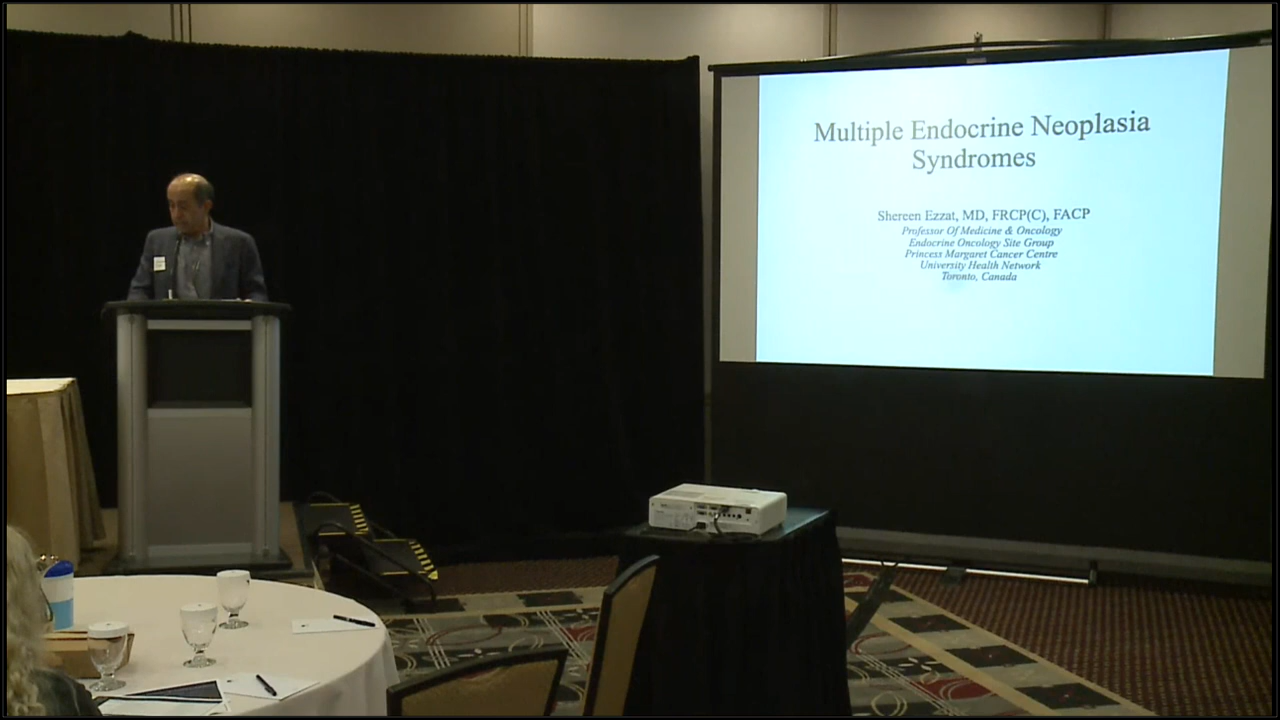 Multiple Endocrine Neoplasia
Syndromes
Shereen Ezzat, MD, FRCP(C), FACP
Professor Of Medicine & Oncology
Endocrine Oncology Site Group
Princess Margaret Cancer Centre
University Health Network
Toronto, Canada